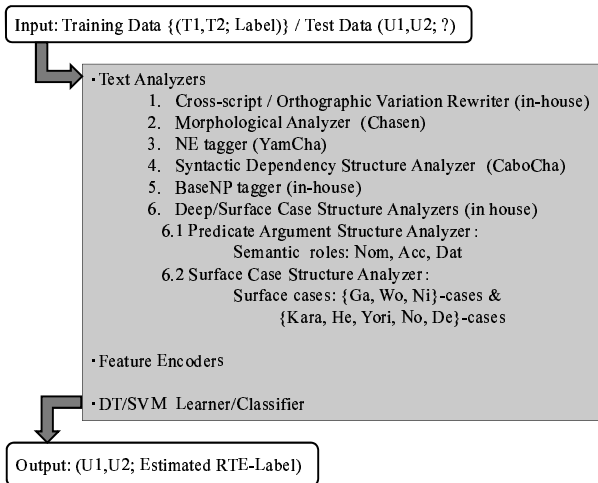 Input: Training Data {(T1,T2; Label)} / Test Data (U1,U2; ?)
・Text Analyzers
1. Cross-script / Orthographic Variation Rewriter (in-house)
2. Morphological Analyzer (Chasen)
3. NE tagger (YamCha)
4. Syntactic Dependency Structure Analyzer (CaboCha)
5. BaseNP tagger (in-house)
6. Deep/Surface Case Structure Analyzers (in house)
6.1 Predicate Argument Structure Analyzer:
Semantic roles: Nom, Acc, Dat
6.2 Surface Case Structure Analyzer:
Surface cases: {Ga, Wo, Ni}-cases &
{Kara, He, Yori, No, De}-cases
・Feature Encoders
・DT/SVM Learner/Classifier
Output: (U1,U2; Estimated RTE-Label)